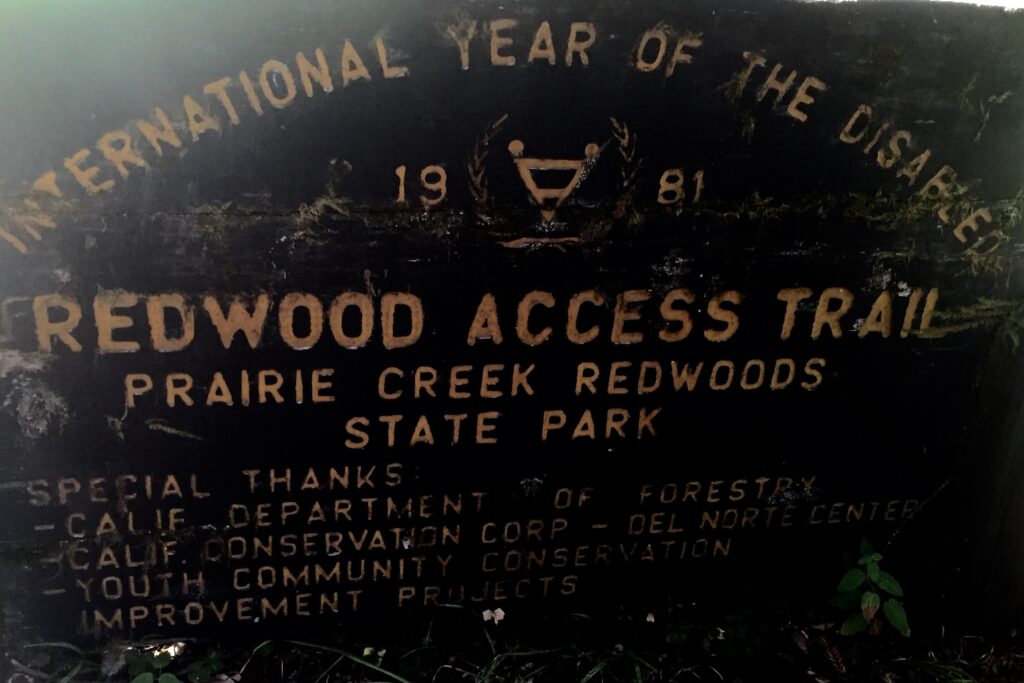 INTERNATIONAL YEAR OF THE DISABLED
19 81
REDWOOD ACCESS TRAIL
PRAIRIE CREEK REDWOODS
STATE PARK
SPECIAL THANKS:
-CALIF. DEPARTMENT OF FORESTRY
-CALIF. CONSERVATION CORP - DEL NORTE CENTER
-YOUTH COMMUNITY CONSERVATION
IMPROVEMENT PROJECTS